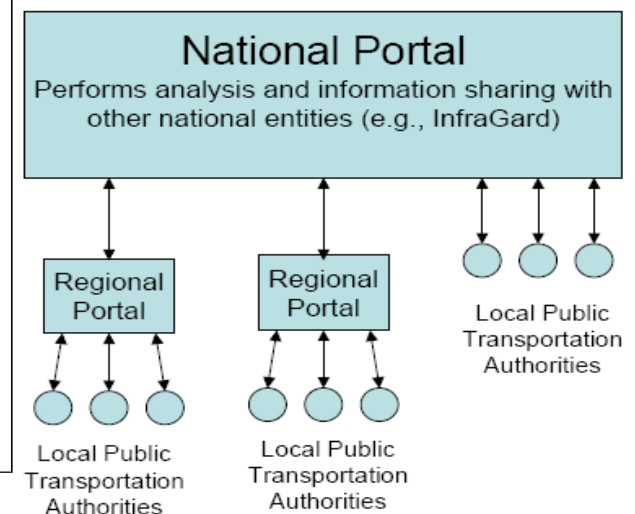 National Portal
Performs analysis and information sharing with
other national entities (e.g., InfraGard)
Regional
Portal
Regional
Portal
Local Public
Transportation
Authorities
Local Public
Transportation
Authorities
Local Public
Transportation
Authorities